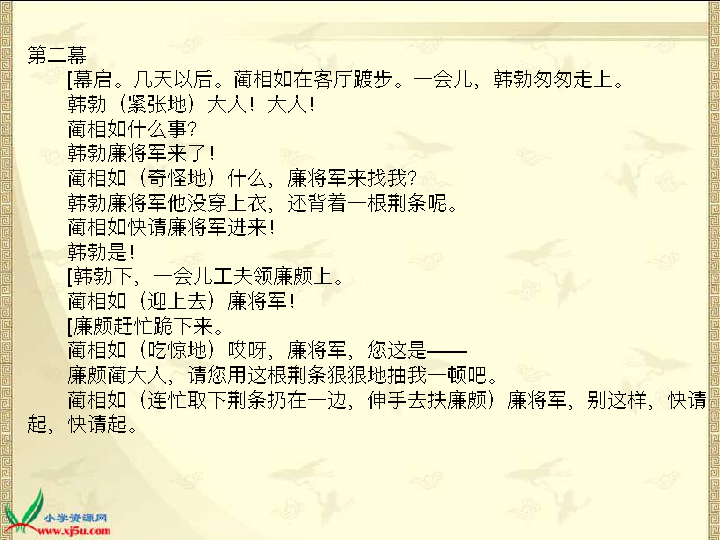 第二幕
[幕启。几天以后。蔺相如在客厅踱步。一会儿，韩勃匆匆走上。
韩勃（紧张地）大人！大人！
蔺相如什么事？
韩勃廉将军来了！
蔺相如（奇怪地）什么，廉将军来找我？
韩勃廉将军他没穿上衣，还背着一根荆条呢。
蔺相如快请廉将军进来！
韩勃是！
[韩勃下，一会儿工夫领廉颇上。
蔺相如（迎上去）廉将军！
[廉颇赶忙跪下来。
蔺相如（吃惊地）哎呀，廉将军，您这是——
廉颇蔺大人，请您用这根荆条狠狠地抽我一顿吧。
蔺相如（连忙取下荆条扔在一边，伸手去扶廉颇）廉将军，别这样，快请
起，快请起。
小学资源网
www.xj5u.com